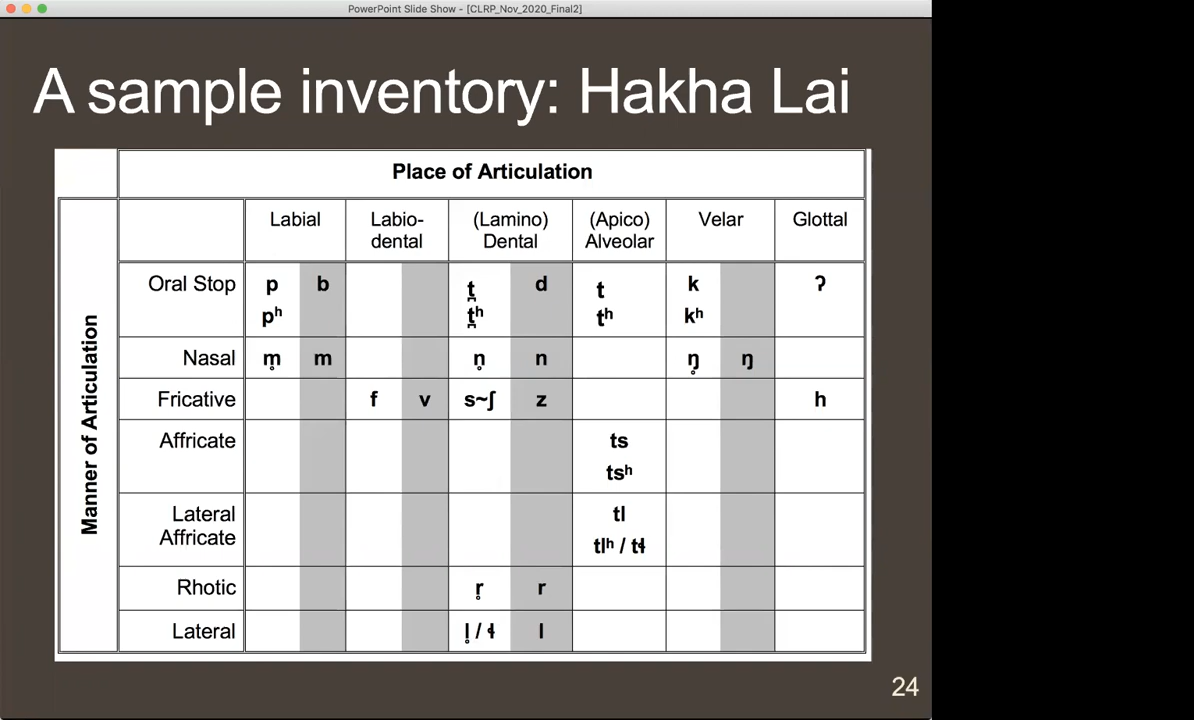 PowerPoint Slide Show - [CLRP_Nov_2020_Final2]
A sample inventory: Hakha Lai
Place of Articulation
Manner of Articulation
Labial Labio-dental (Lamino) Dental (Apico) Alveolar Velar Glottal
Oral Stop p b t̪ d t k ʔ
pʰ t̪ʰ tʰ kʰ
Nasal m̥ m n̥ n ŋ̊ ŋ
Fricative f v s~ʃ z h
Affricate ts
tsʰ
Lateral tl
Affricate tlʰ / tɬ
Rhotic r̥ r
Lateral l̥ / ɬ l
24